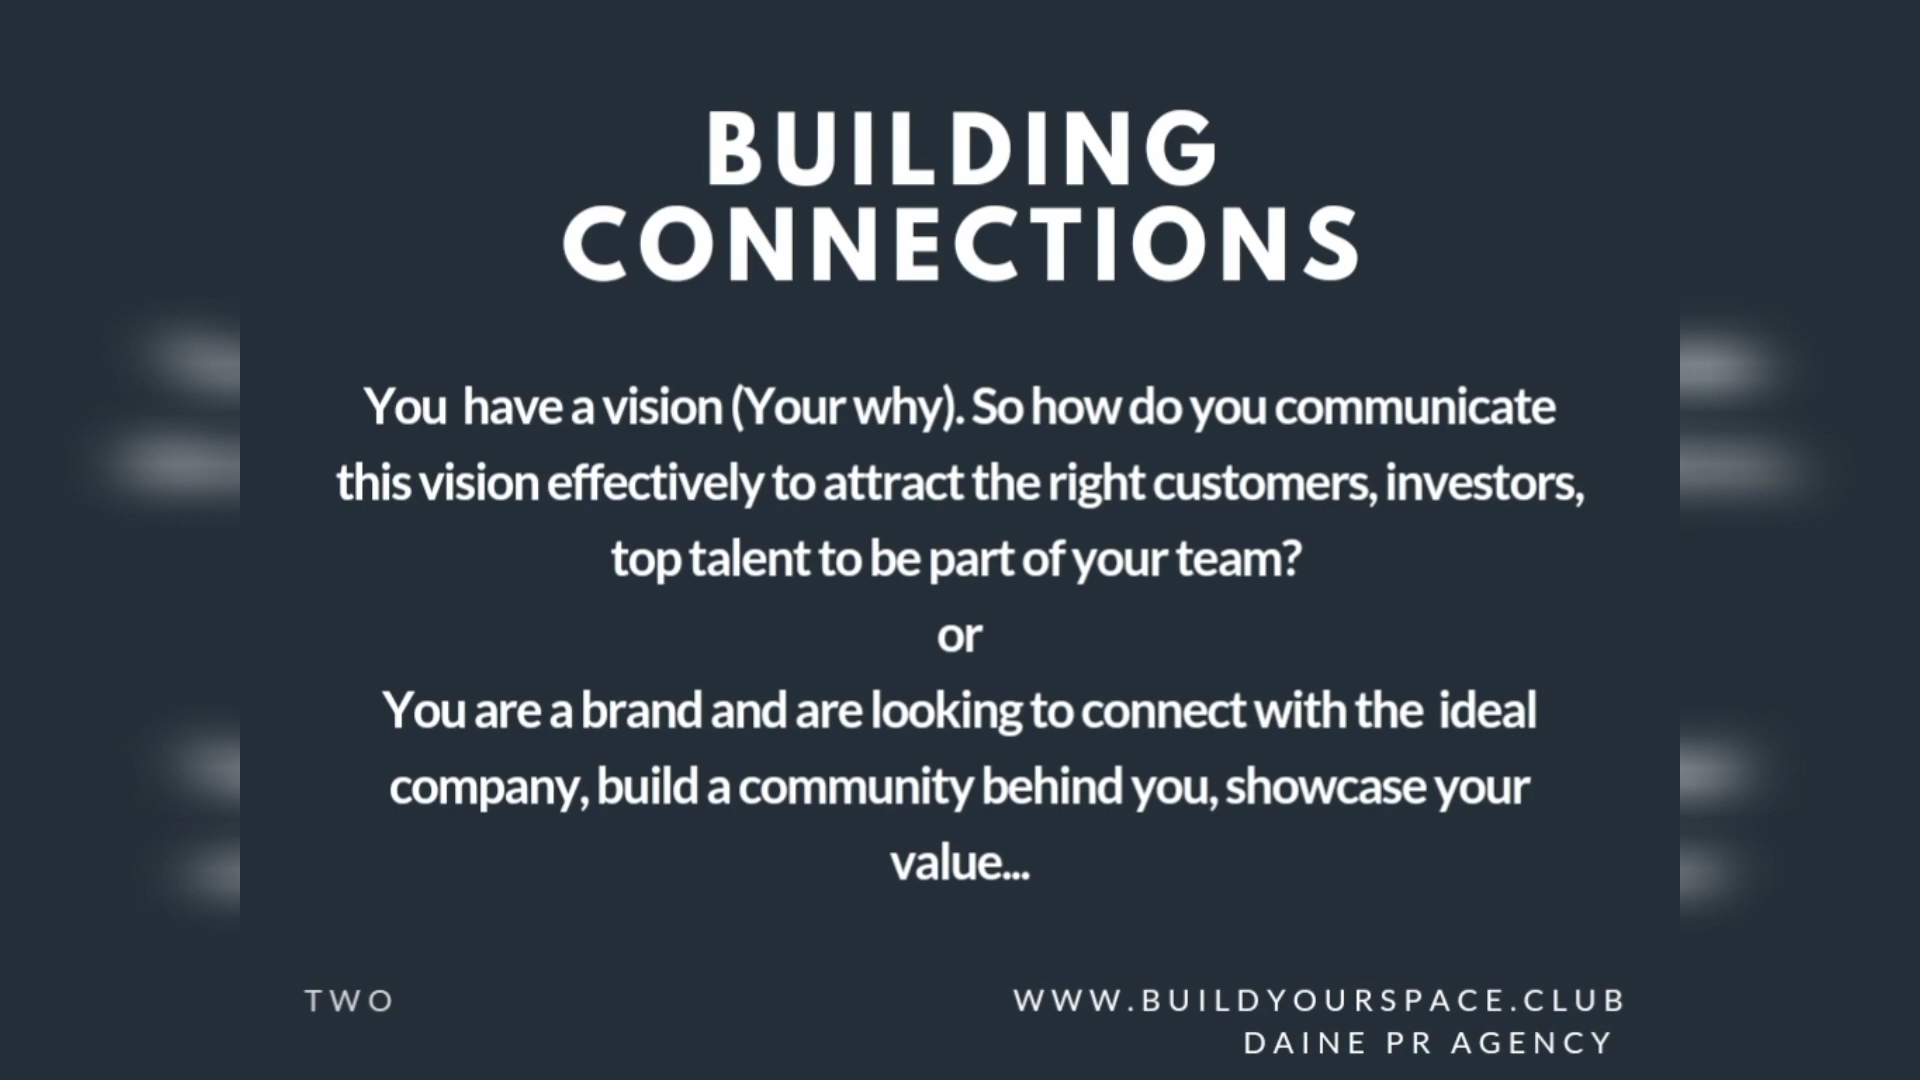 BUILDING
CONNECTIONS
You have a vision (Your why). So how do you communicate
this vision effectively to attract the right customers, investors,
top talent to be part of your team?
or
You are a brand and are looking to connect with the ideal
company, build a community behind you, showcase your
value...
TWO
WWW.BUILDYOURSPACE.CLUB
DAINE PR AGENCY